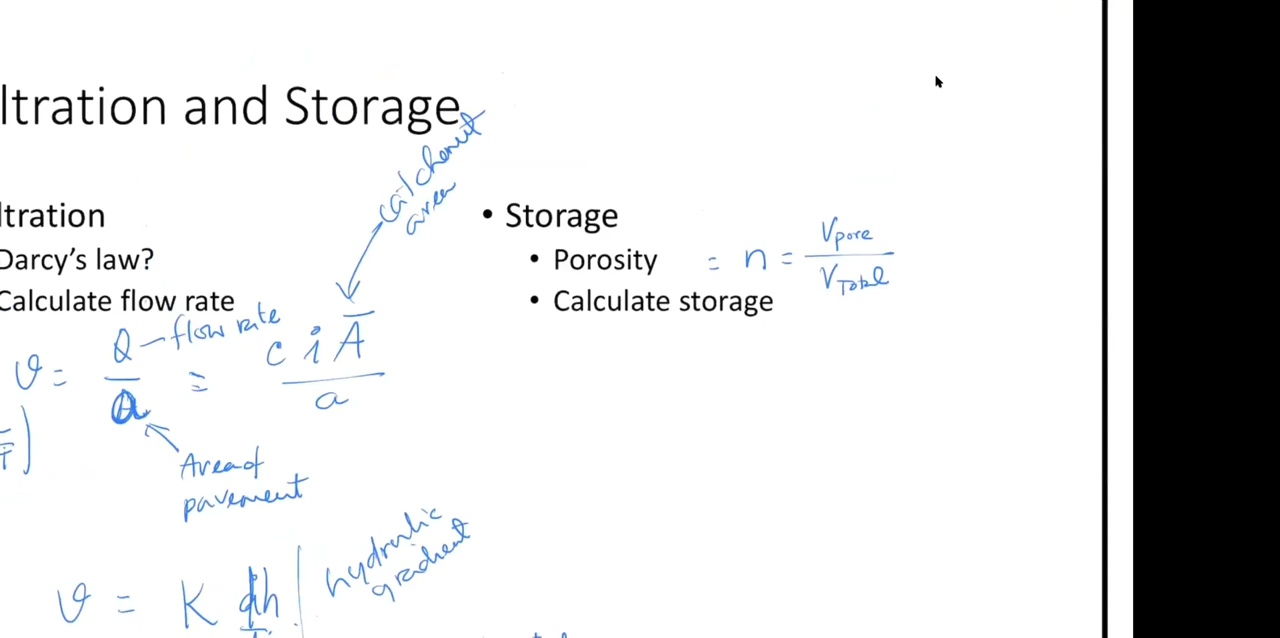 ltration and Storage
catchment
area
ltration
Darcy's law?
Calculate flow rate
• Storage
• Porosity = n = Vpore / VTotal
• Calculate storage
v = Q / a = c i A / a
flow rate
Area of
pavement
v = K dh
hydraulic
gradient